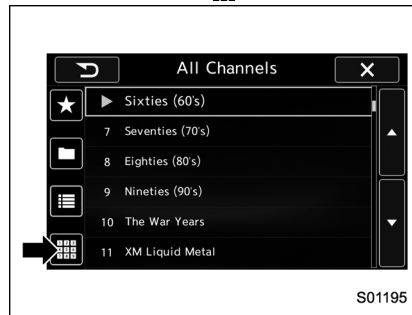 All Channels
Sixties (60's)
7 Seventies (70's)
8 Eighties (80's)
9 Nineties (90's)
10 The War Years
11 XM Liquid Metal
S01195